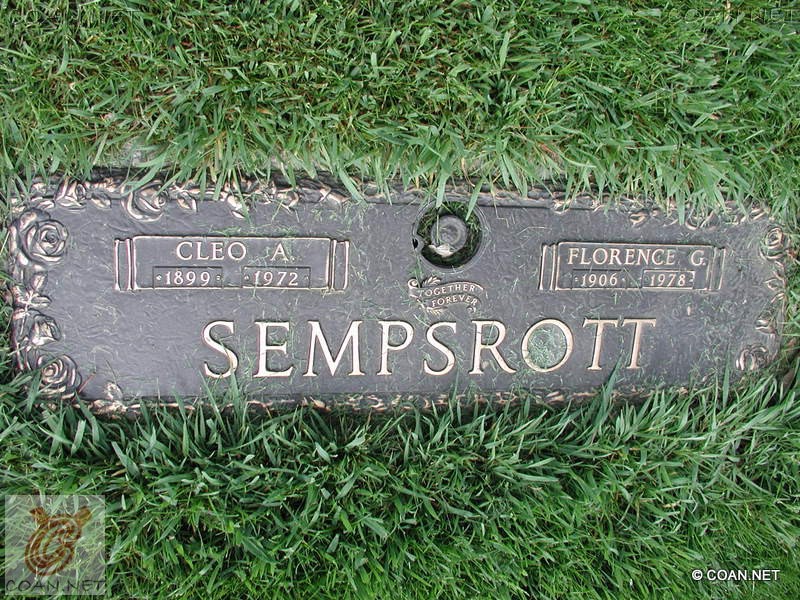 CLEO A.
·1899· ·1972·
FLORENCE G.
·1906· ·1978·
TOGETHER
FOREVER
SEMPSROTT
COAN.NET
© COAN.NET